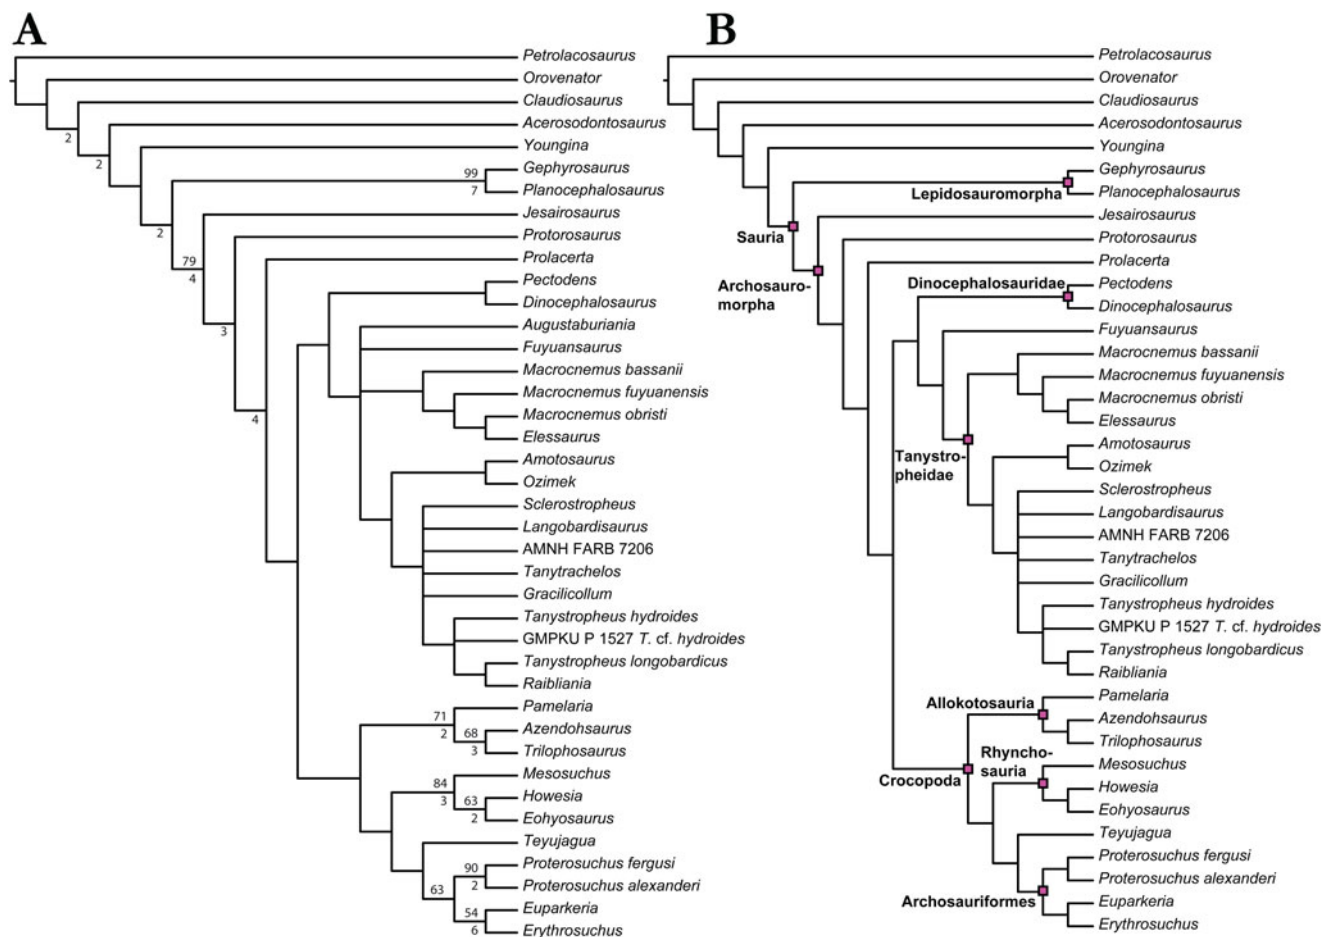 A
Petrolacosaurus
Orovenator
Claudiosaurus
2
Acerosodontosaurus
2
Youngina
Gephyrosaurus
99
Planocephalosaurus
7
Jesairosaurus
2
Protorosaurus
79
Prolacerta
4
Pectodens
Dinocephalosaurus
Augustaburiania
3
Fuyuansaurus
Macrocnemus bassanii
Macrocnemus fuyuanensis
Macrocnemus obristi
4
Elessaurus
Amotosaurus
Ozimek
Sclerostropheus
Langobardisaurus
AMNH FARB 7206
Tanytrachelos
Gracilicollum
Tanystropheus hydroides
GMPKU P 1527 T. cf. hydroides
Tanystropheus longobardicus
Raibliania
Pamelaria
71
Azendohsaurus
2
68
Trilophosaurus
3
Mesosuchus
84
Howesia
3
63
Eohyosaurus
2
Teyujagua
Proterosuchus fergusi
90
Proterosuchus alexanderi
2
63
Euparkeria
54
Erythrosuchus
6
B
Petrolacosaurus
Orovenator
Claudiosaurus
Acerosodontosaurus
Youngina
Gephyrosaurus
Lepidosauromorpha
Planocephalosaurus
Jesairosaurus
Sauria
Protorosaurus
Prolacerta
Archosauro-
morpha
Dinocephalosauridae
Pectodens
Dinocephalosaurus
Fuyuansaurus
Macrocnemus bassanii
Macrocnemus fuyuanensis
Macrocnemus obristi
Elessaurus
Amotosaurus
Tanystro-
pheidae
Ozimek
Sclerostropheus
Langobardisaurus
AMNH FARB 7206
Tanytrachelos
Gracilicollum
Tanystropheus hydroides
GMPKU P 1527 T. cf. hydroides
Tanystropheus longobardicus
Raibliania
Pamelaria
Allokotosauria
Azendohsaurus
Trilophosaurus
Rhyncho-
sauria
Mesosuchus
Crocopoda
Howesia
Eohyosaurus
Teyujagua
Proterosuchus fergusi
Proterosuchus alexanderi
Archosauriformes
Euparkeria
Erythrosuchus